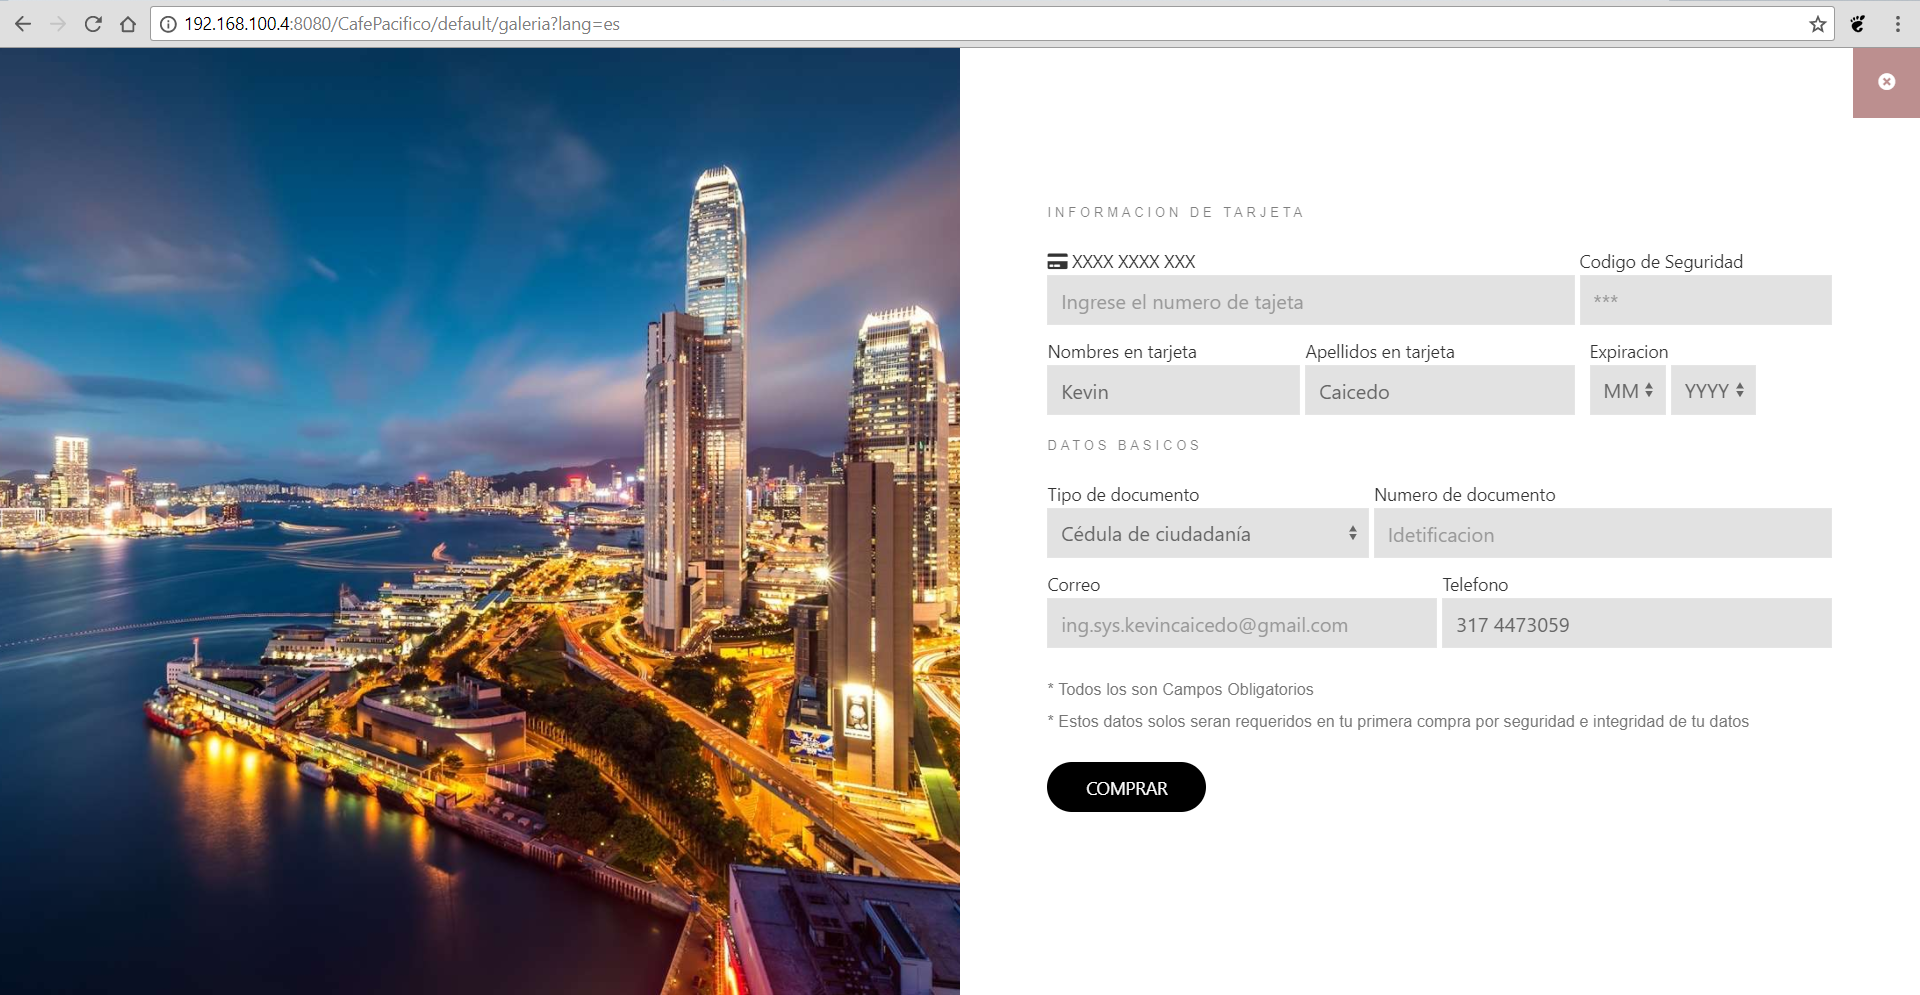 192.168.100.4:8080/CafePacifico/default/galeria?lang=es
INFORMACION DE TARJETA
XXXX XXXX XXX Codigo de Seguridad
Ingrese el numero de tajeta ***
Nombres en tarjeta Apellidos en tarjeta Expiracion
Kevin Caicedo MM YYYY
DATOS BASICOS
Tipo de documento Numero de documento
Cédula de ciudadanía Idetificacion
Correo Telefono
ing.sys.kevincaicedo@gmail.com 317 4473059
* Todos los son Campos Obligatorios
* Estos datos solos seran requeridos en tu primera compra por seguridad e integridad de tu datos
COMPRAR